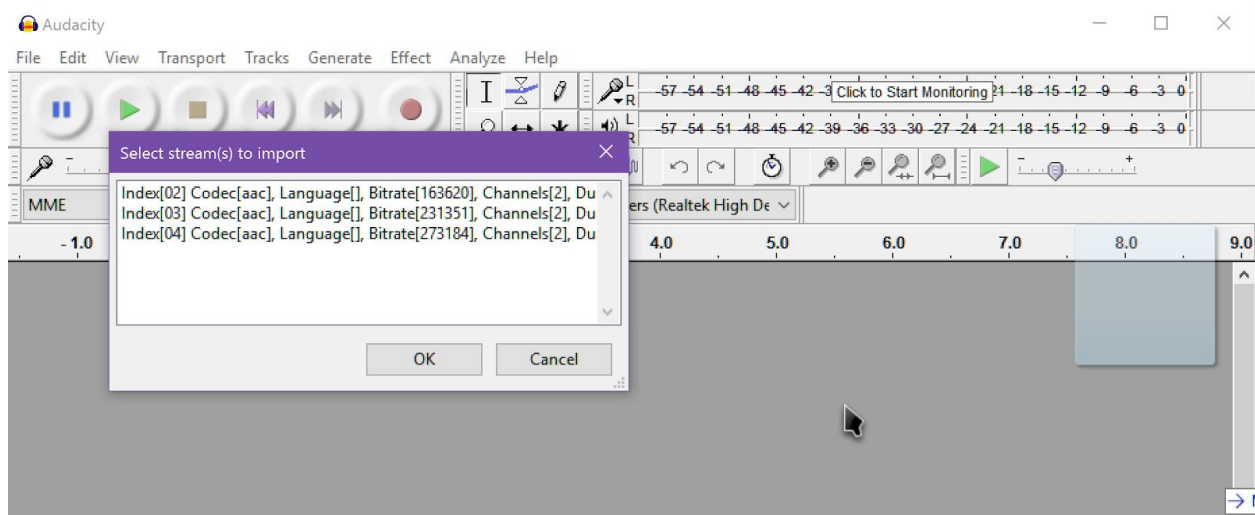 Audacity
File Edit View Transport Tracks Generate Effect Analyze Help
L
R
-57 -54 -51 -48 -45 -42 -3 Click to Start Monitoring 21 -18 -15 -12 -9 -6 -3 0
L
R
-57 -54 -51 -48 -45 -42 -39 -36 -33 -30 -27 -24 -21 -18 -15 -12 -9 -6 -3 0
Select stream(s) to import
Index[02] Codec[aac], Language[], Bitrate[163620], Channels[2], Du
Index[03] Codec[aac], Language[], Bitrate[231351], Channels[2], Du
Index[04] Codec[aac], Language[], Bitrate[273184], Channels[2], Du
OK Cancel
MME
ers (Realtek High De
- 1.0 4.0 5.0 6.0 7.0 8.0 9.0